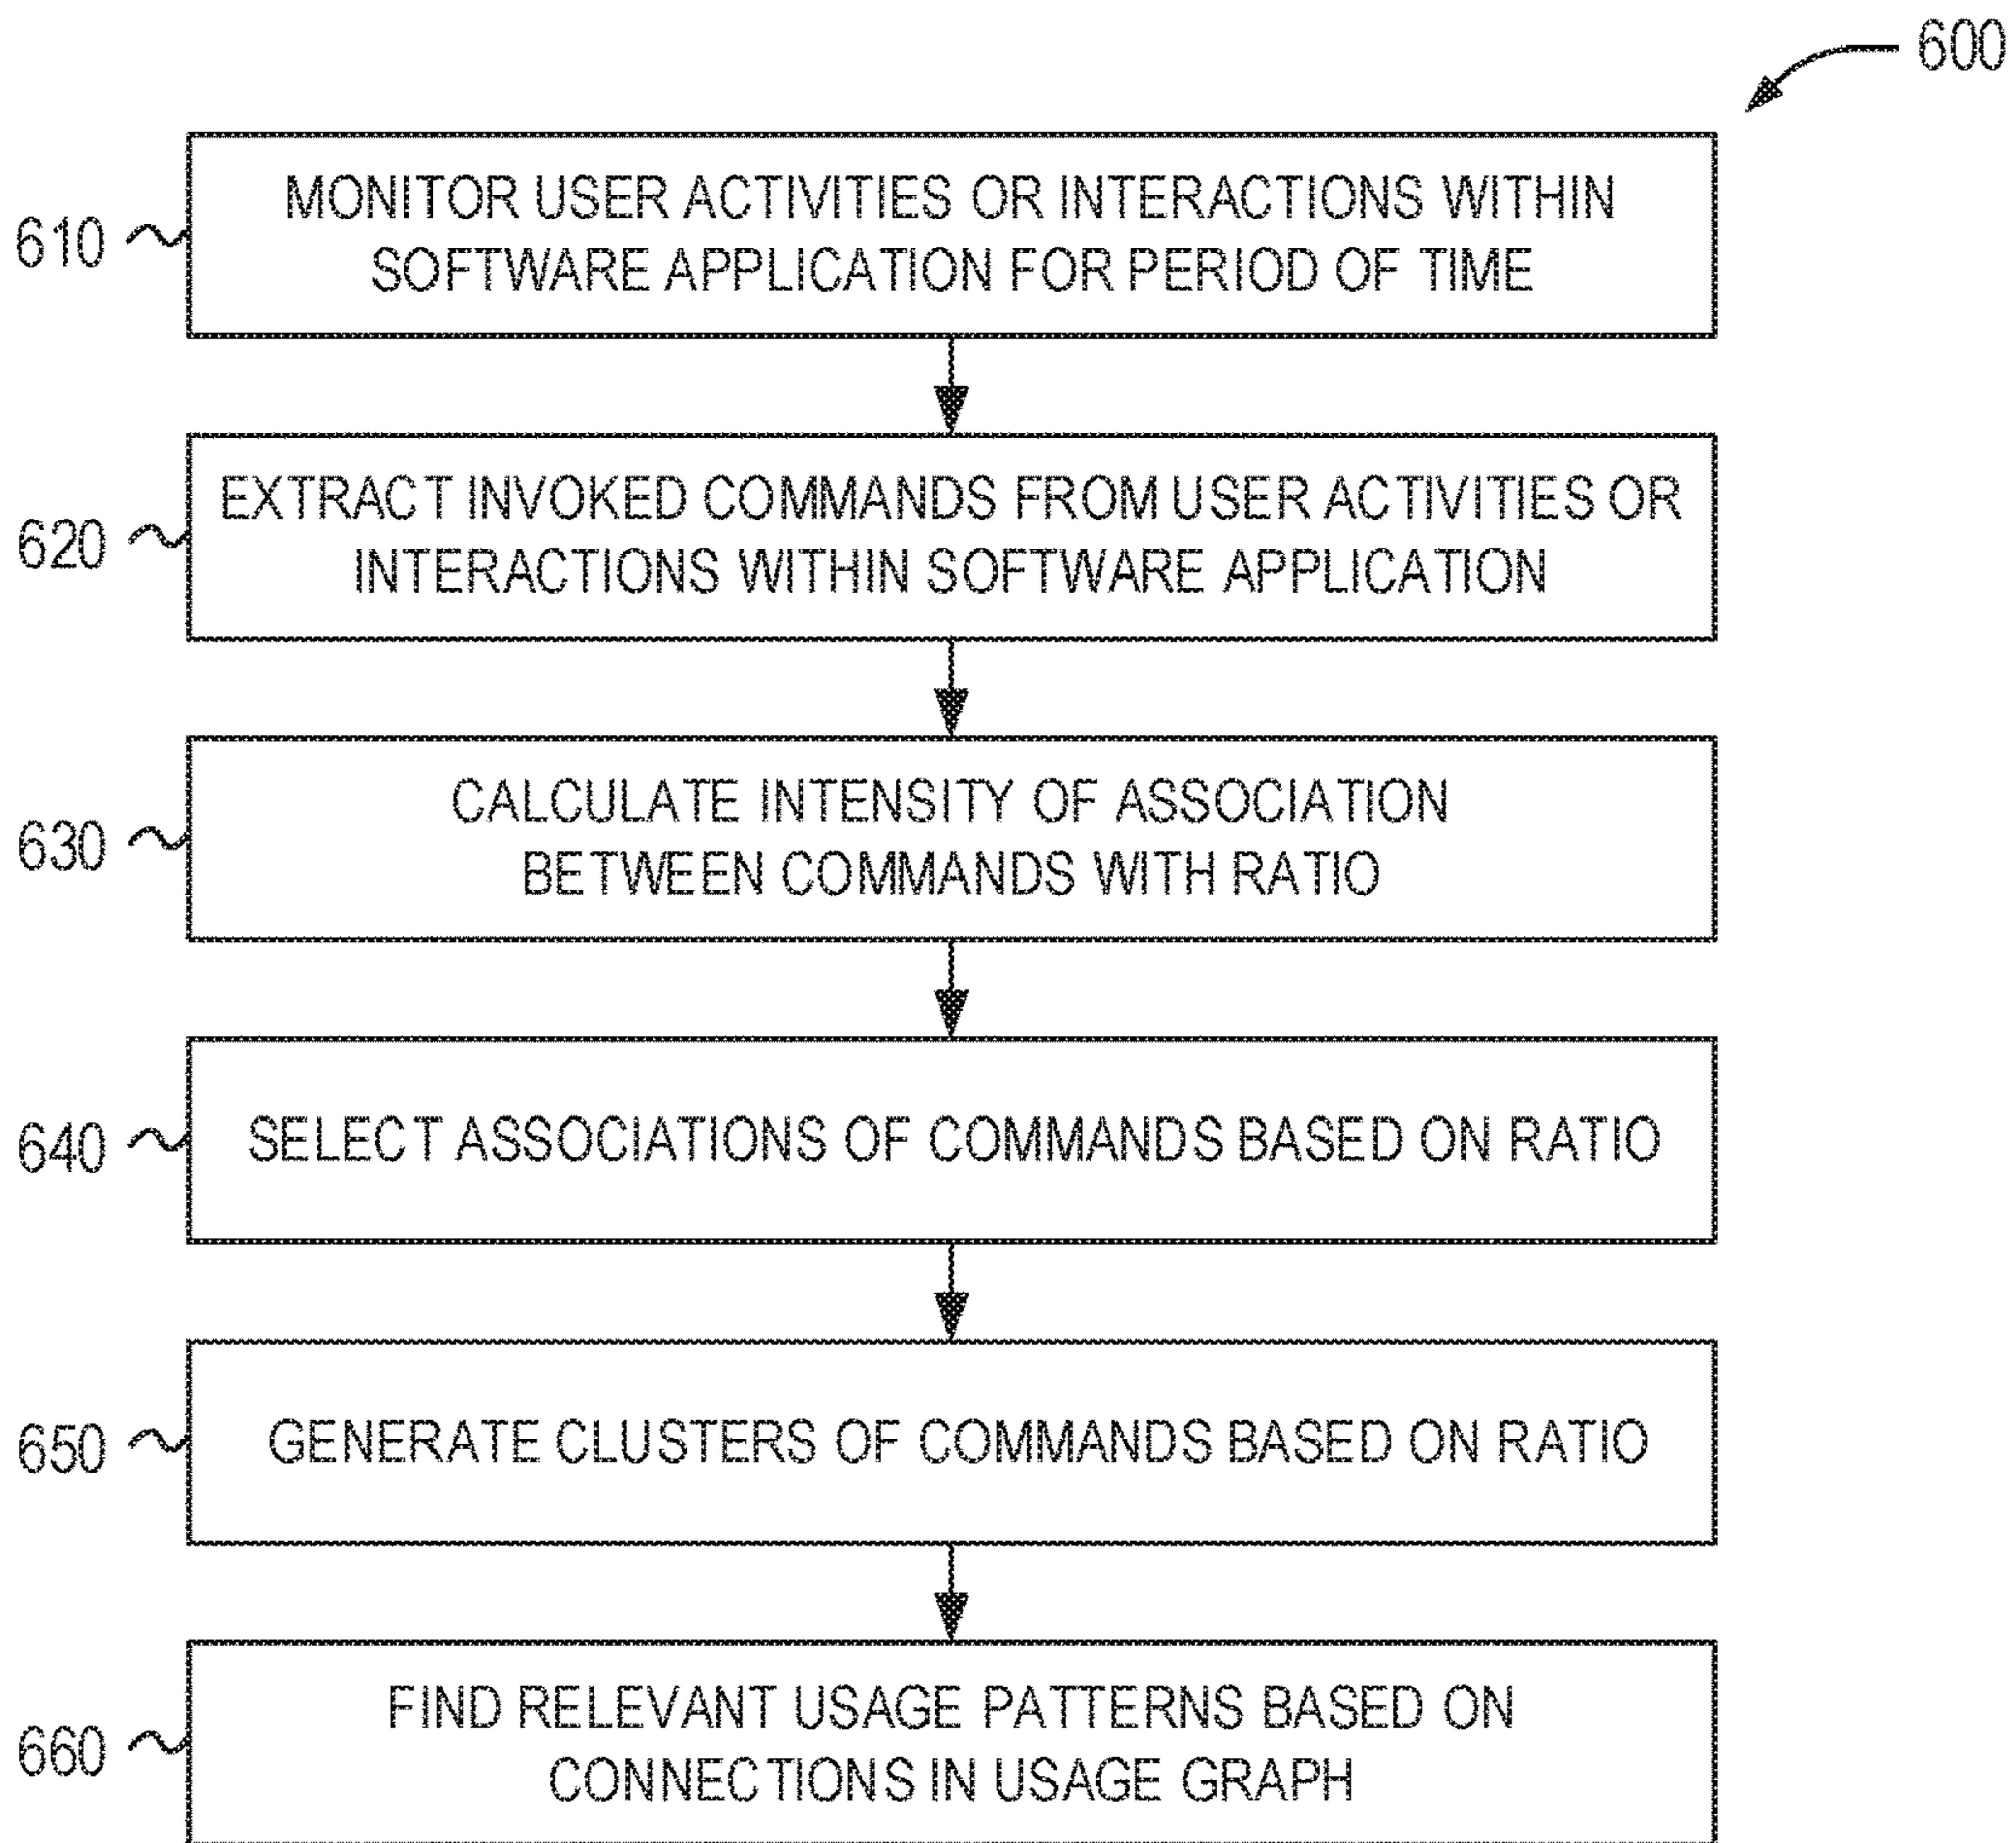 600
610
MONITOR USER ACTIVITIES OR INTERACTIONS WITHIN
SOFTWARE APPLICATION FOR PERIOD OF TIME
620
EXTRACT INVOKED COMMANDS FROM USER ACTIVITIES OR
INTERACTIONS WITHIN SOFTWARE APPLICATION
630
CALCULATE INTENSITY OF ASSOCIATION
BETWEEN COMMANDS WITH RATIO
640
SELECT ASSOCIATIONS OF COMMANDS BASED ON RATIO
650
GENERATE CLUSTERS OF COMMANDS BASED ON RATIO
660
FIND RELEVANT USAGE PATTERNS BASED ON
CONNECTIONS IN USAGE GRAPH